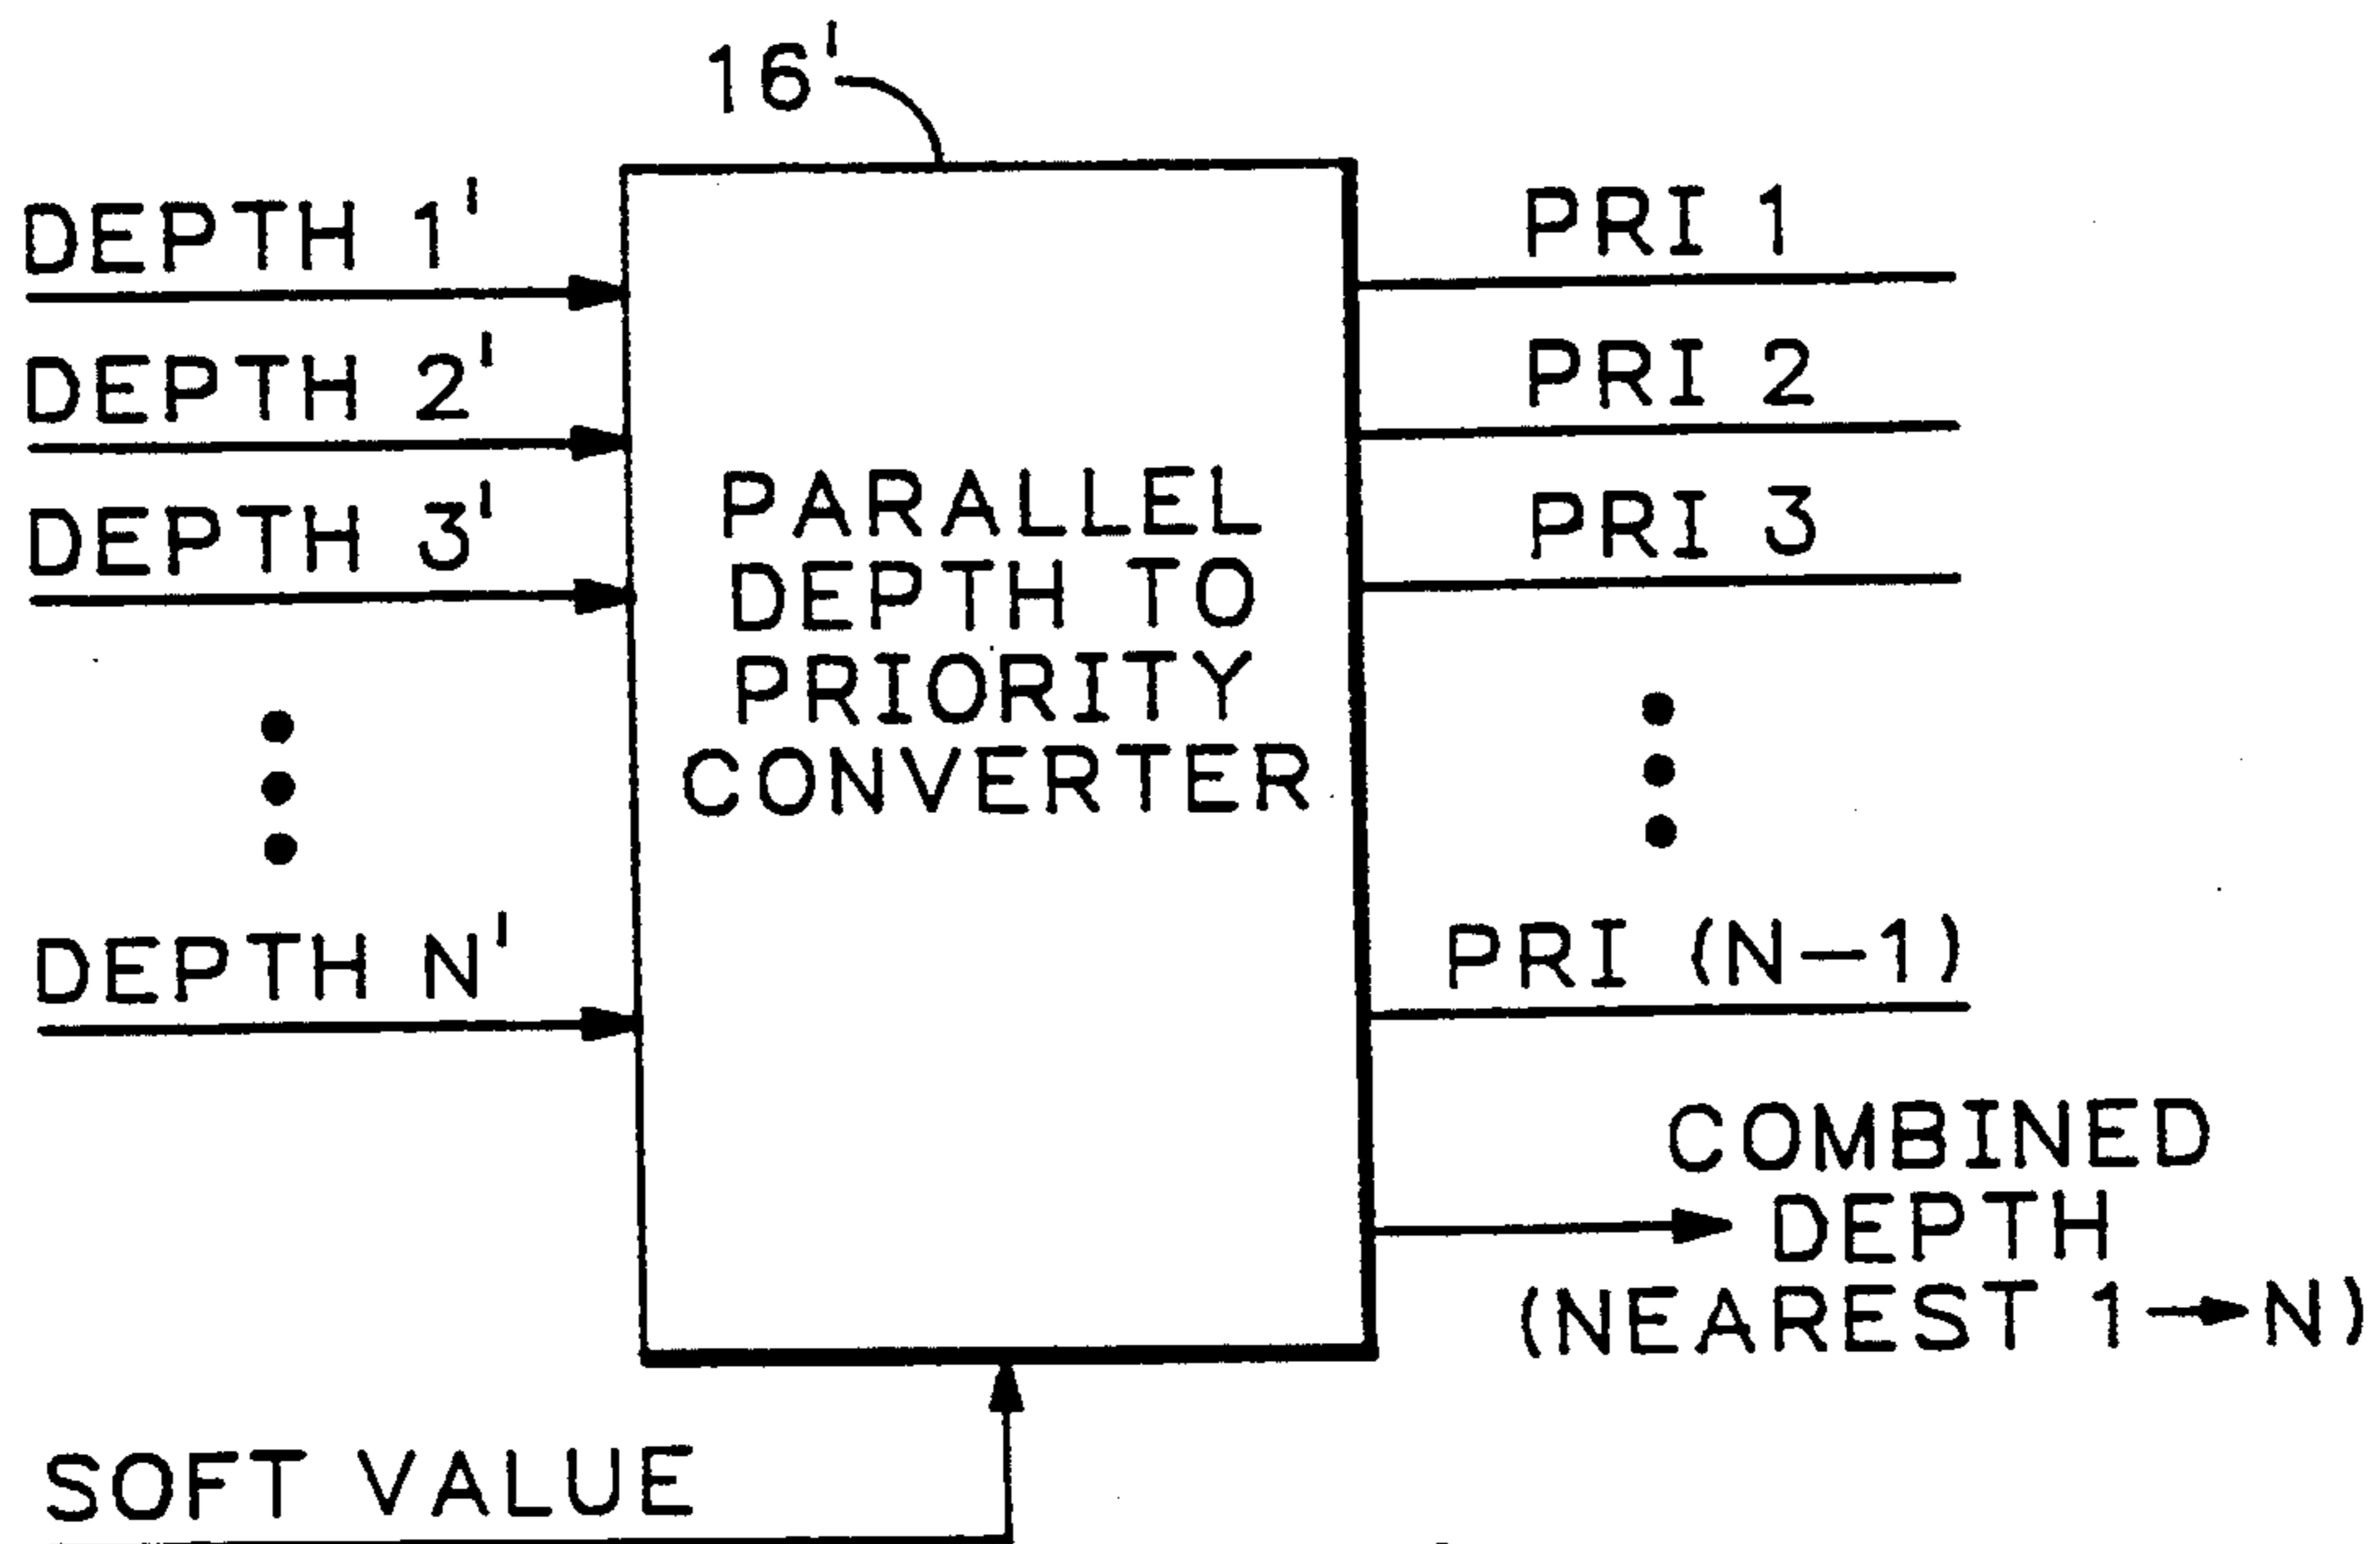 16'
DEPTH 1'
DEPTH 2'
DEPTH 3'
DEPTH N'
PARALLEL
DEPTH TO
PRIORITY
CONVERTER
PRI 1
PRI 2
PRI 3
PRI (N-1)
COMBINED
DEPTH
(NEAREST 1→N)
SOFT VALUE